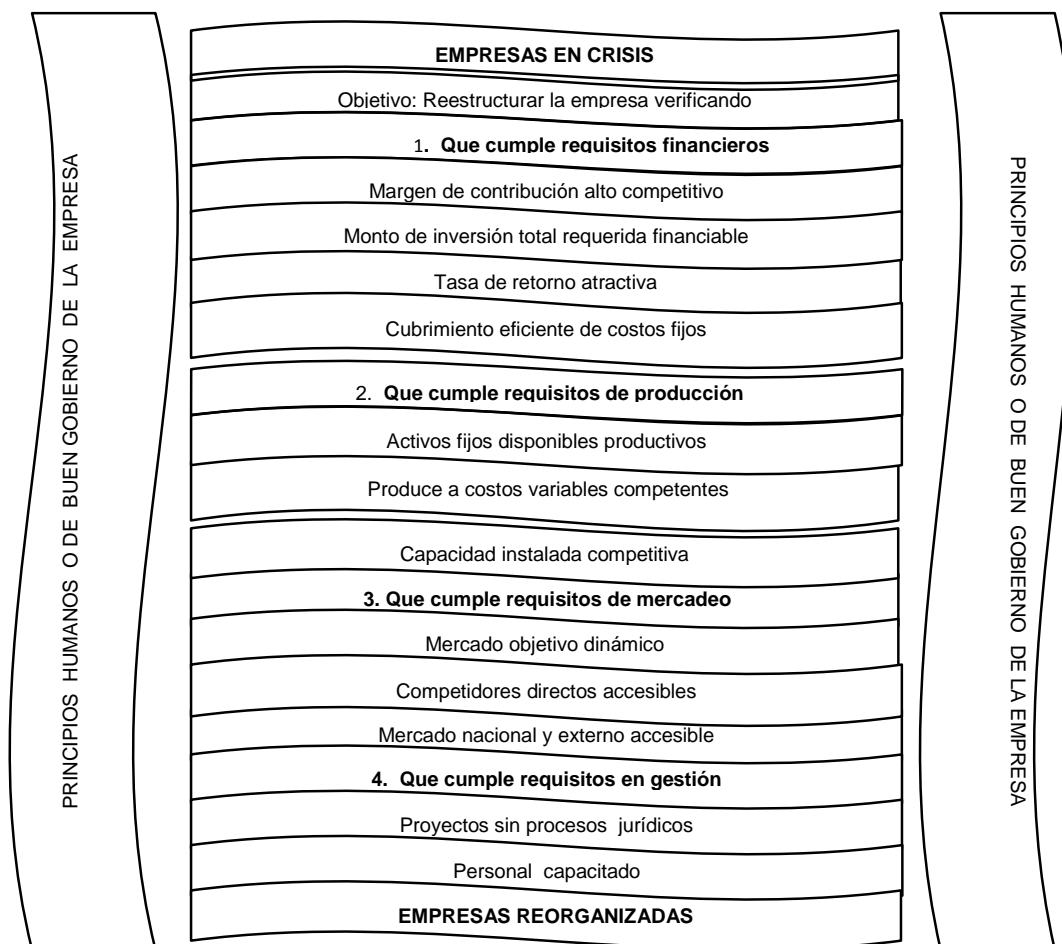 PRINCIPIOS HUMANOS O DE BUEN GOBIERNO DE LA EMPRESA
EMPRESAS EN CRISIS
Objetivo: Reestructurar la empresa verificando
1. Que cumple requisitos financieros
Margen de contribución alto competitivo
Monto de inversión total requerida financiable
Tasa de retorno atractiva
Cubrimiento eficiente de costos fijos
2. Que cumple requisitos de producción
Activos fijos disponibles productivos
Produce a costos variables competentes
Capacidad instalada competitiva
3. Que cumple requisitos de mercadeo
Mercado objetivo dinámico
Competidores directos accesibles
Mercado nacional y externo accesible
4. Que cumple requisitos en gestión
Proyectos sin procesos jurídicos
Personal capacitado
EMPRESAS REORGANIZADAS
PRINCIPIOS HUMANOS O DE BUEN GOBIERNO DE LA EMPRESA